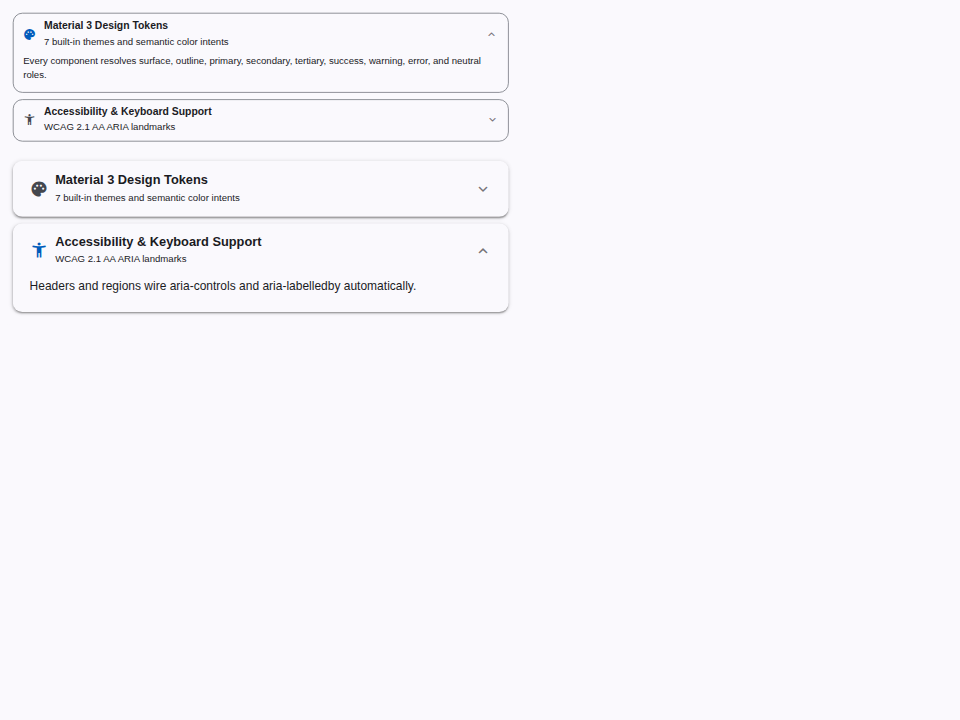 Material 3 Design Tokens
7 built-in themes and semantic color intents
Every component resolves surface, outline, primary, secondary, tertiary, success, warning, error, and neutral
roles.
Accessibility & Keyboard Support
WCAG 2.1 AA ARIA landmarks
Material 3 Design Tokens
7 built-in themes and semantic color intents
Accessibility & Keyboard Support
WCAG 2.1 AA ARIA landmarks
Headers and regions wire aria-controls and aria-labelledby automatically.